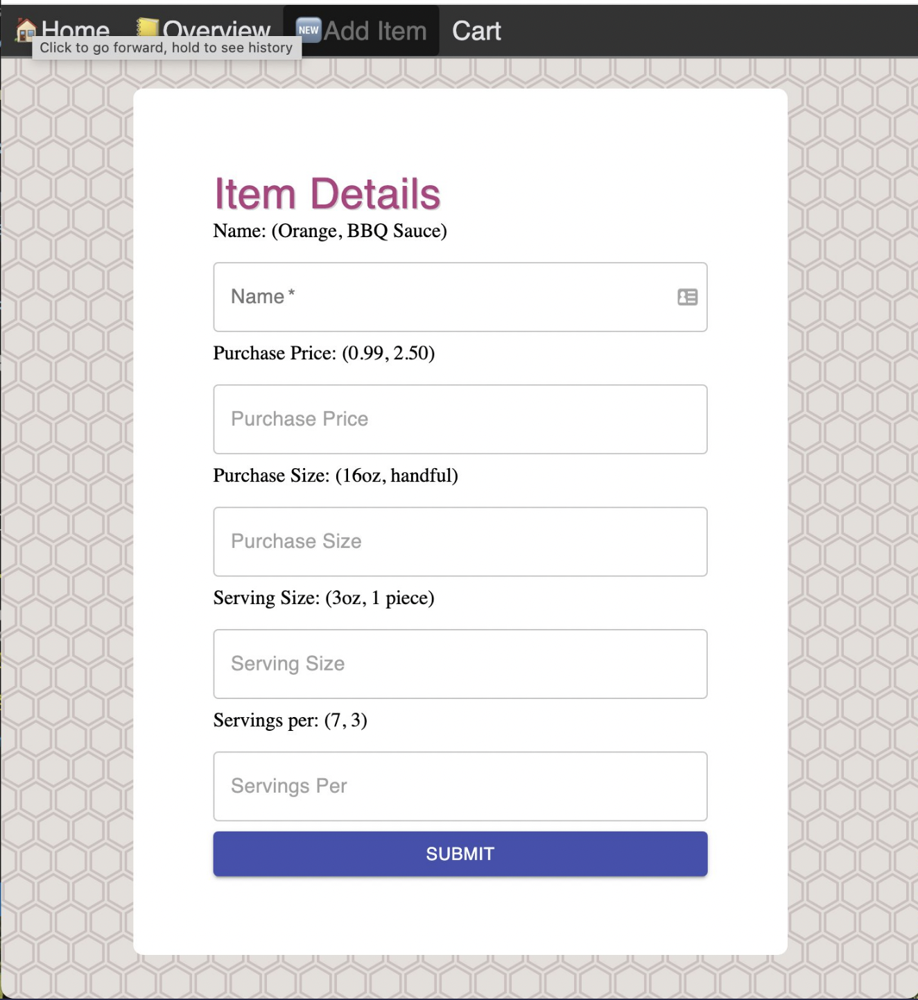 Home Overview NEW Add Item Cart
Click to go forward, hold to see history
Item Details
Name: (Orange, BBQ Sauce)
Name *
Purchase Price: (0.99, 2.50)
Purchase Price
Purchase Size: (16oz, handful)
Purchase Size
Serving Size: (3oz, 1 piece)
Serving Size
Servings per: (7, 3)
Servings Per
SUBMIT